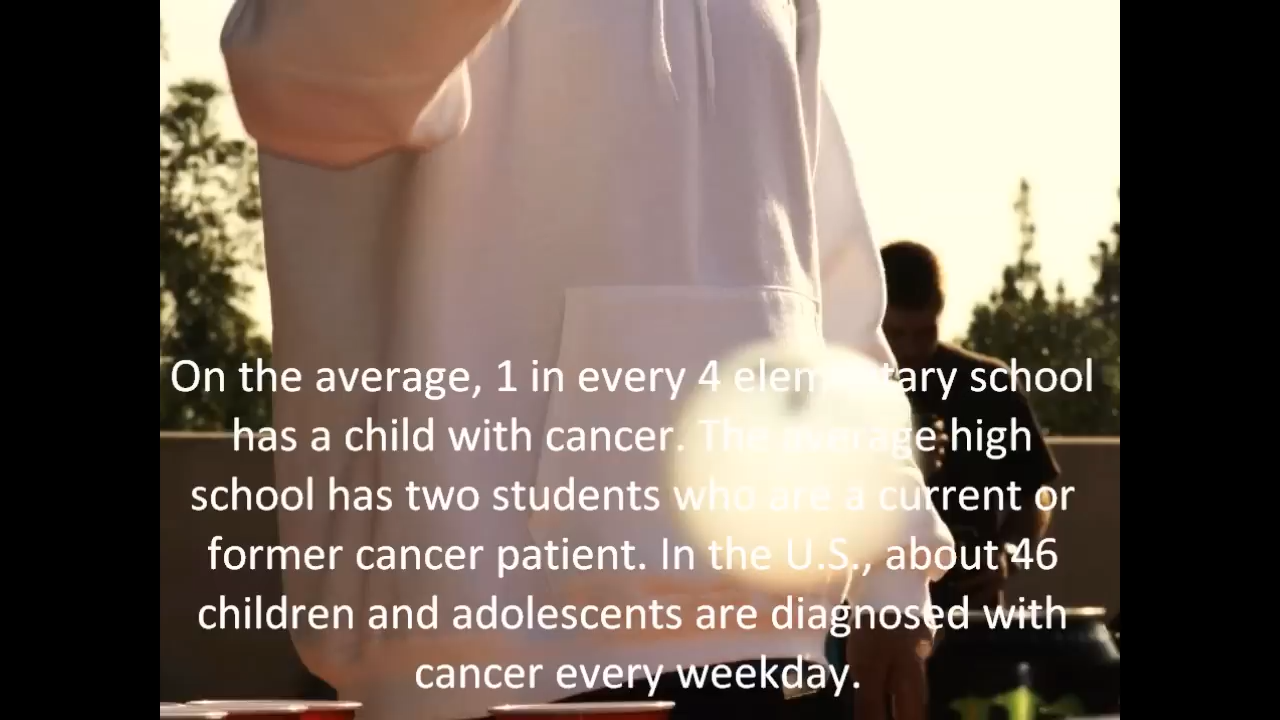 On the average, 1 in every 4 elementary school
has a child with cancer. The average high
school has two students who are a current or
former cancer patient. In the U.S., about 46
children and adolescents are diagnosed with
cancer every weekday.